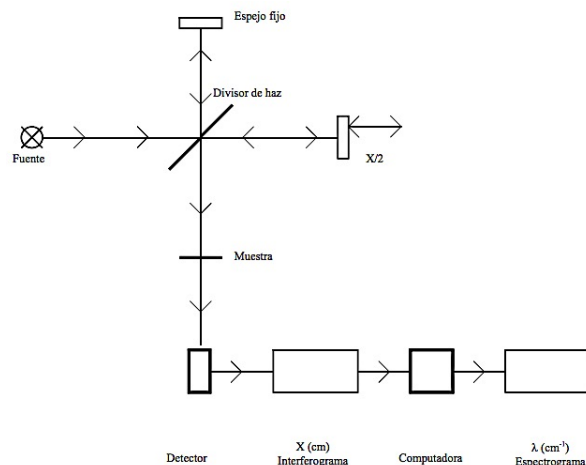 Espejo fijo
Divisor de haz
Fuente
X/2
Muestra
Detector
X (cm)
Interferograma
Computadora
λ (cm⁻¹)
Espectrograma